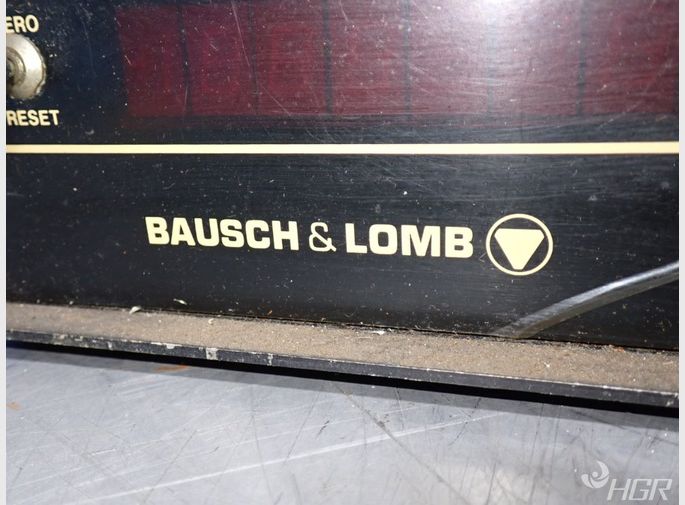 ERO
RESET
BAUSCH & LOMB
HGR